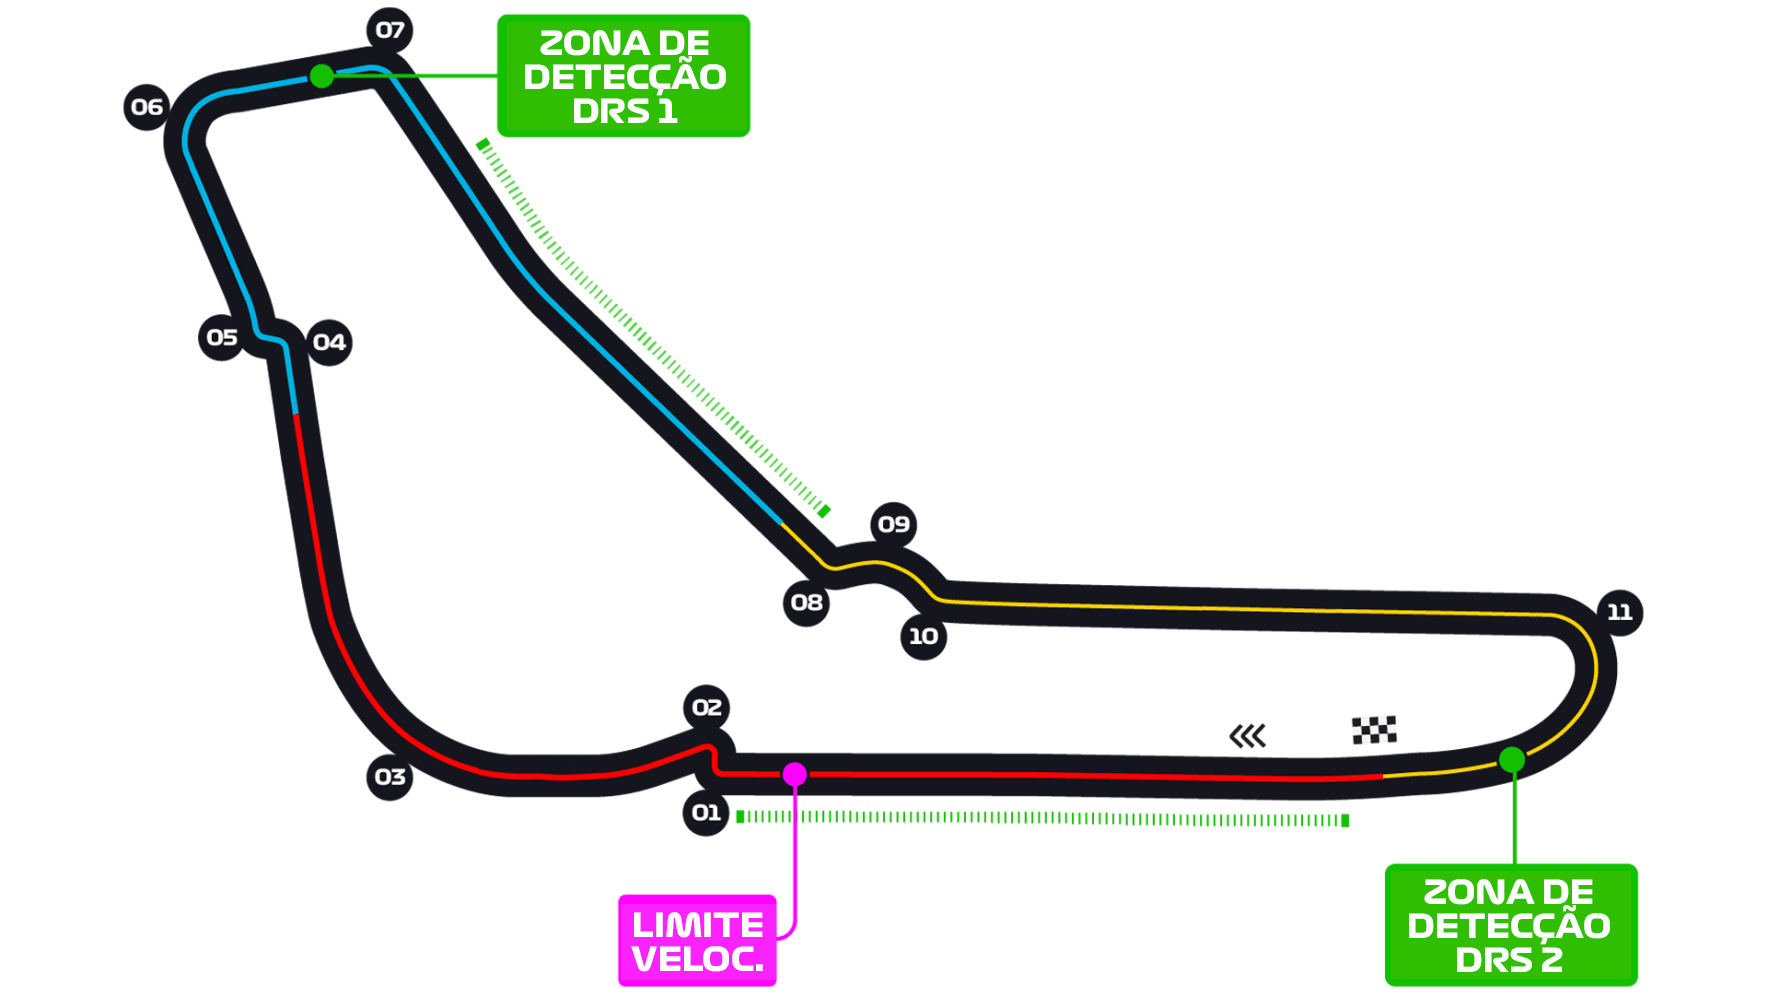 07
ZONA DE
DETECÇÃO
DRS 1
06
05
04
09
08
10
11
02
03
01
LIMITE
VELOC.
ZONA DE
DETECÇÃO
DRS 2